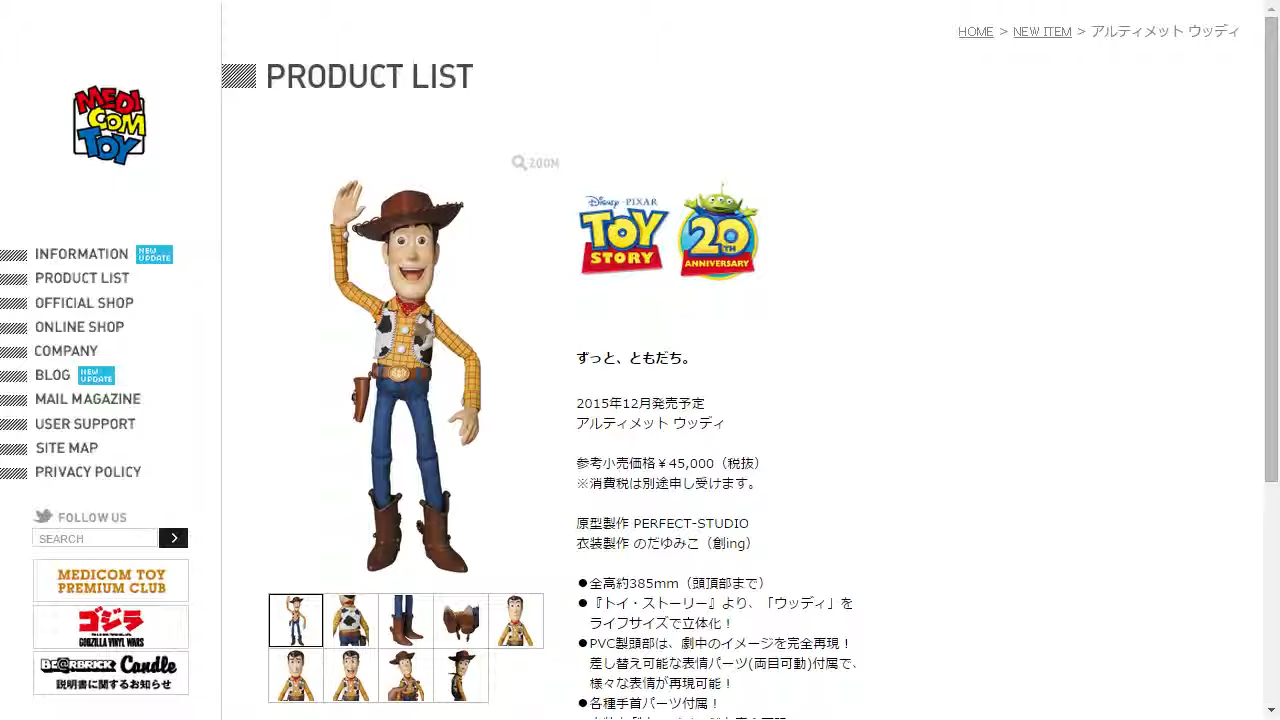 HOME > NEW ITEM > アルティメット ウッディ
PRODUCT LIST
MEDI
COM
TOY
INFORMATION NEW UPDATE
PRODUCT LIST
OFFICIAL SHOP
ONLINE SHOP
COMPANY
BLOG NEW UPDATE
MAIL MAGAZINE
USER SUPPORT
SITE MAP
PRIVACY POLICY
FOLLOW US
SEARCH
MEDICOM TOY
PREMIUM CLUB
ゴジラ
GODZILLA VINYL WARS
BE@RBRICK Candle
説明書に関するお知らせ
ZOOM
Disney・PIXAR
TOY
STORY
20TH
ANNIVERSARY
ずっと、ともだち。
2015年12月発売予定
アルティメット ウッディ
参考小売価格￥45,000（税抜）
※消費税は別途申し受けます。
原型製作 PERFECT-STUDIO
衣装製作 のだゆみこ（創ing）
●全高約385mm（頭頂部まで）
●『トイ・ストーリー』より、「ウッディ」を
ライフサイズで立体化！
●PVC製頭部は、劇中のイメージを完全再現！
差し替え可能な表情パーツ(両目可動)付属で、
様々な表情が再現可能！
●各種手首パーツ付属！